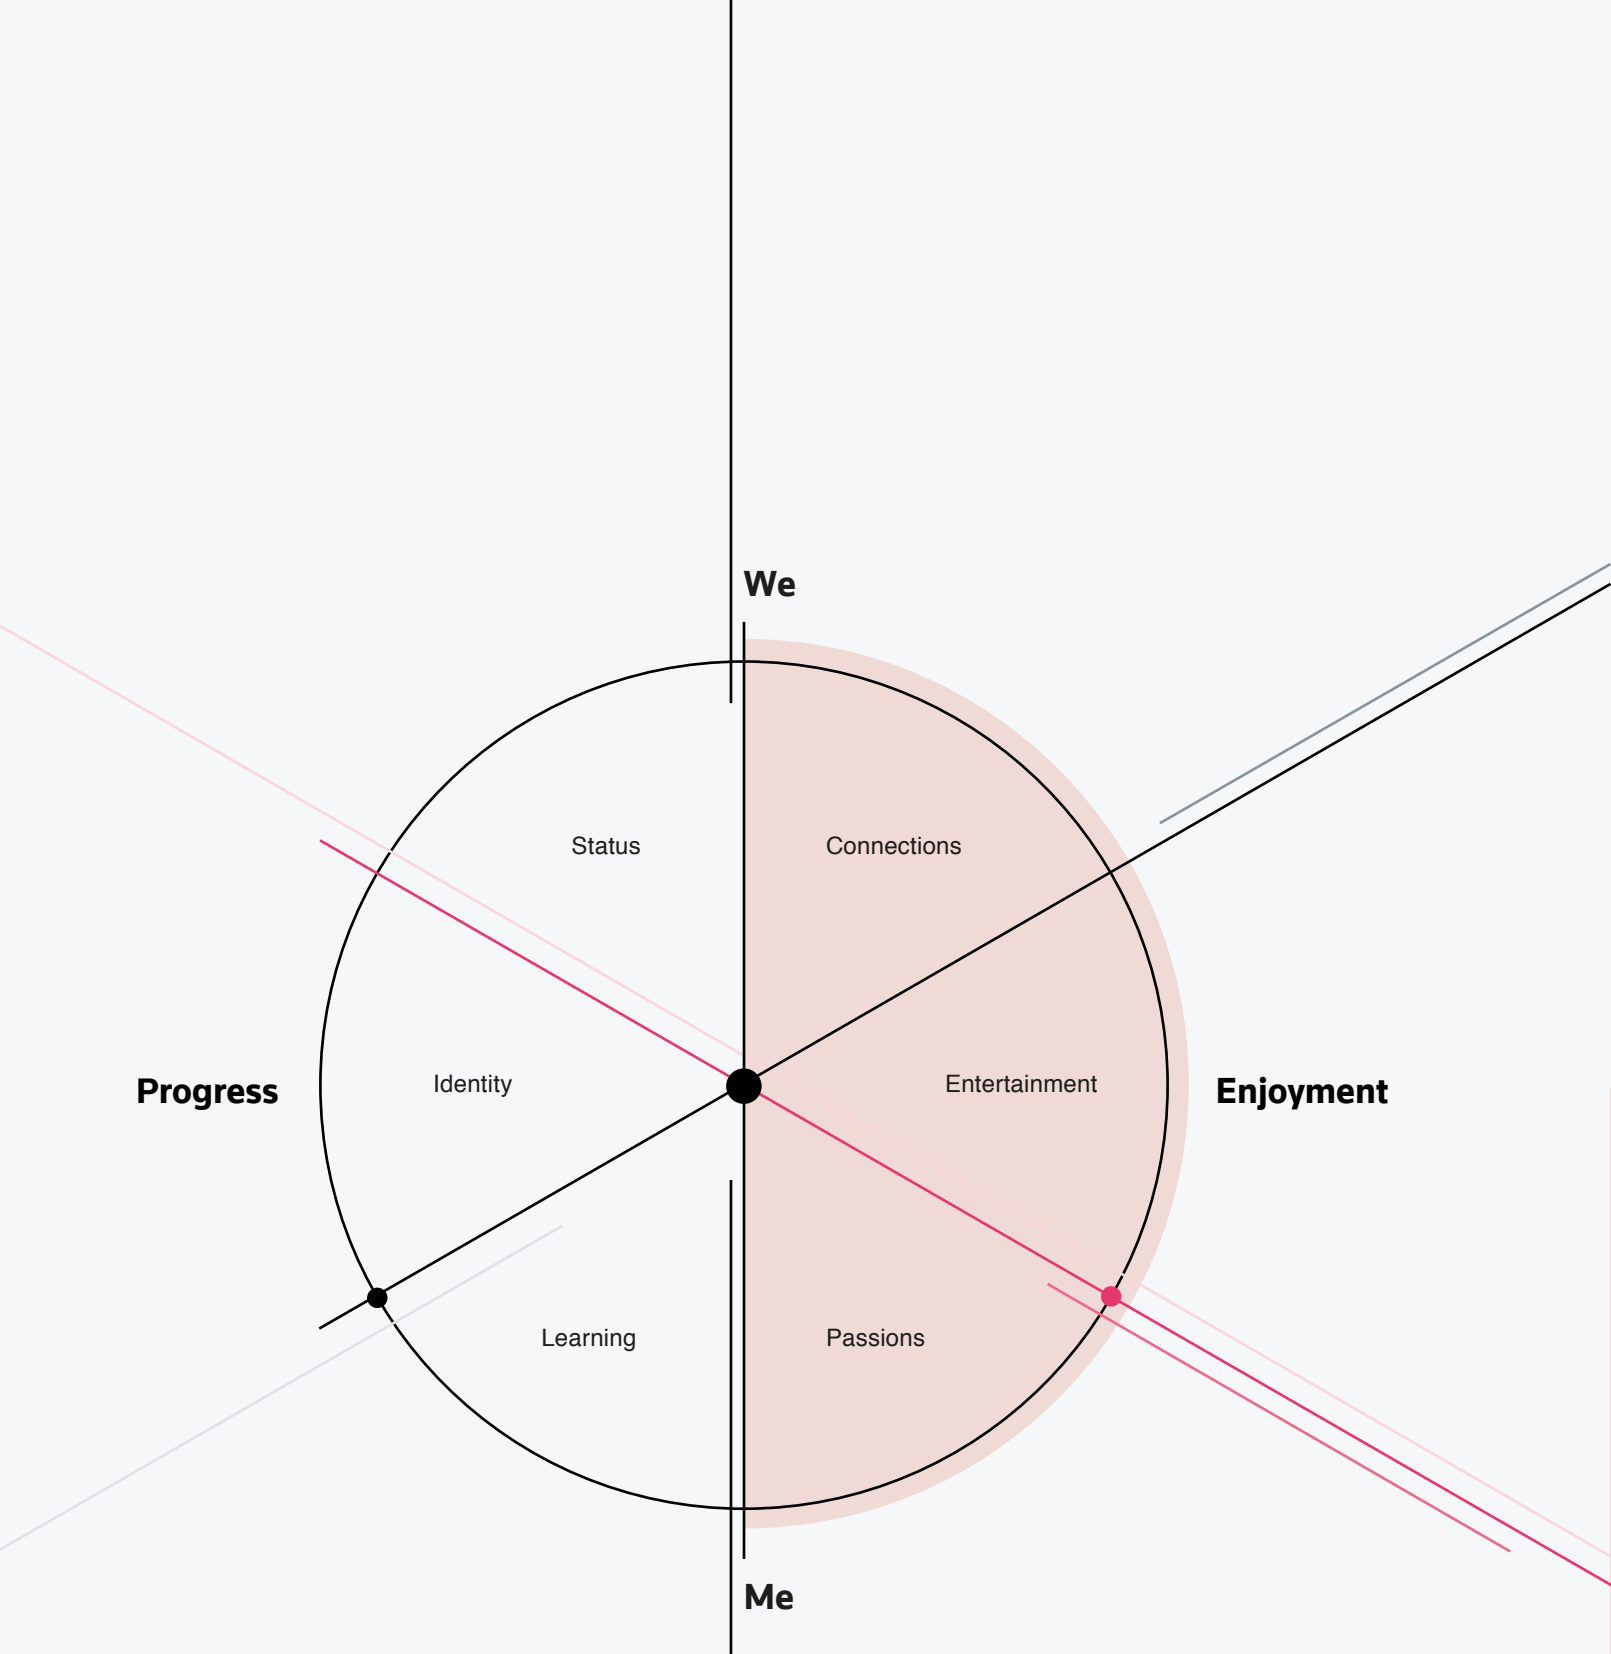 We
Status
Connections
Progress
Identity
Entertainment
Enjoyment
Learning
Passions
Me